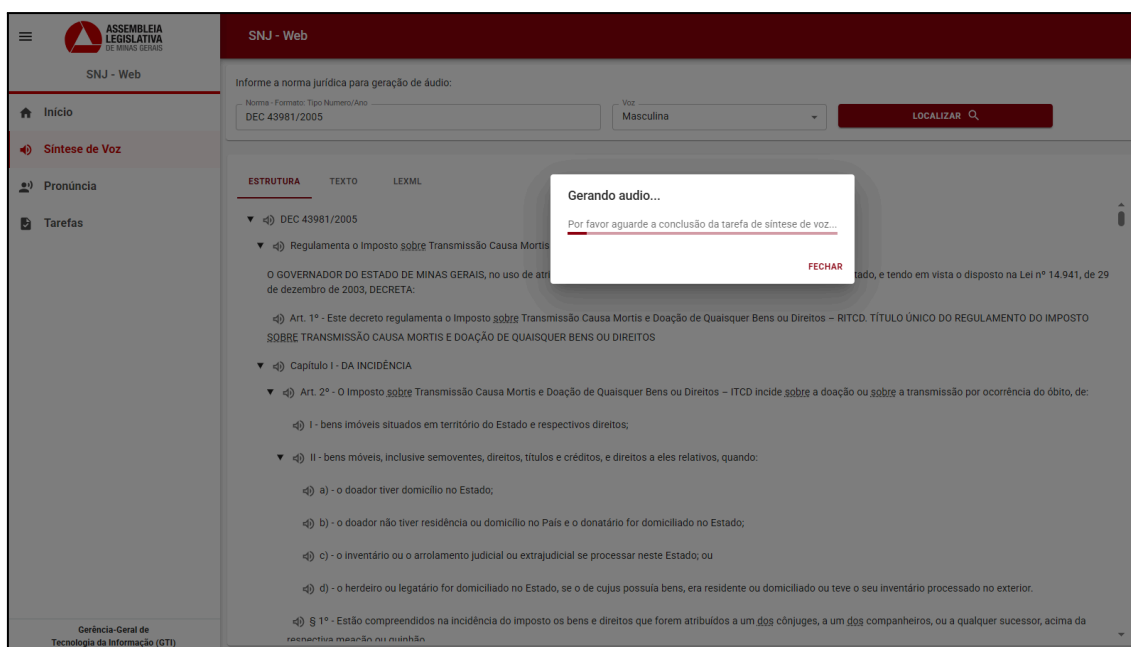 ASSEMBLEIA
LEGISLATIVA
DE MINAS GERAIS
SNJ - Web
SNJ - Web
Início
Síntese de Voz
Pronúncia
Tarefas
Gerência-Geral de
Tecnologia da Informação (GTI)
Informe a norma jurídica para geração de áudio:
Norma - Formato: Tipo Numero/Ano
DEC 43981/2005
Voz
Masculina
LOCALIZAR
ESTRUTURA TEXTO LEXML
Gerando audio...
Por favor aguarde a conclusão da tarefa de síntese de voz...
FECHAR
DEC 43981/2005
Regulamenta o Imposto sobre Transmissão Causa Mortis
O GOVERNADOR DO ESTADO DE MINAS GERAIS, no uso de atri tado, e tendo em vista o disposto na Lei nº 14.941, de 29
de dezembro de 2003, DECRETA:
Art. 1º - Este decreto regulamenta o Imposto sobre Transmissão Causa Mortis e Doação de Quaisquer Bens ou Direitos – RITCD. TÍTULO ÚNICO DO REGULAMENTO DO IMPOSTO
SOBRE TRANSMISSÃO CAUSA MORTIS E DOAÇÃO DE QUAISQUER BENS OU DIREITOS
Capítulo I - DA INCIDÊNCIA
Art. 2º - O Imposto sobre Transmissão Causa Mortis e Doação de Quaisquer Bens ou Direitos – ITCD incide sobre a doação ou sobre a transmissão por ocorrência do óbito, de:
I - bens imóveis situados em território do Estado e respectivos direitos;
II - bens móveis, inclusive semoventes, direitos, títulos e créditos, e direitos a eles relativos, quando:
a) - o doador tiver domicílio no Estado;
b) - o doador não tiver residência ou domicílio no País e o donatário for domiciliado no Estado;
c) - o inventário ou o arrolamento judicial ou extrajudicial se processar neste Estado; ou
d) - o herdeiro ou legatário for domiciliado no Estado, se o de cujus possuía bens, era residente ou domiciliado ou teve o seu inventário processado no exterior.
§ 1º - Estão compreendidos na incidência do imposto os bens e direitos que forem atribuídos a um dos cônjuges, a um dos companheiros, ou a qualquer sucessor, acima da
respectiva meação ou quinhão